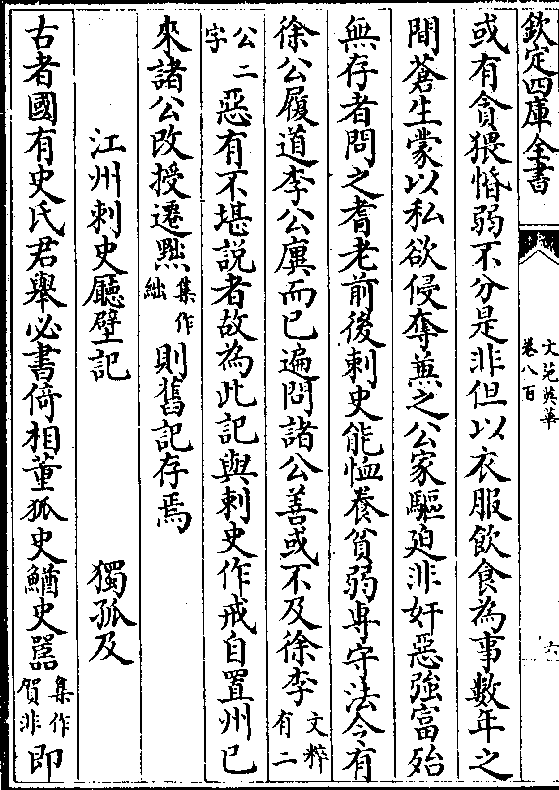 欽定四庫全書
文苑英華
卷八百
六
或有貪猥惛弱不分是非但以衣服飲食為事數年之
間蒼生蒙以私欲侵奪兼之公家驅迫非奸惡強富殆
無存者問之耆老前後刺史能恤養貧弱専守法令有
徐公履道李公廙而已遍問諸公善或不及徐李文粹有二
公二字惡有不堪説者故為此記與刺史作戒自置州已
來諸公改授遷黜集作絀則舊記存焉
江州刺史廳壁記 獨孤及
古者國有史氏君舉必書倚相董狐史鰌史嚚集作賀非即